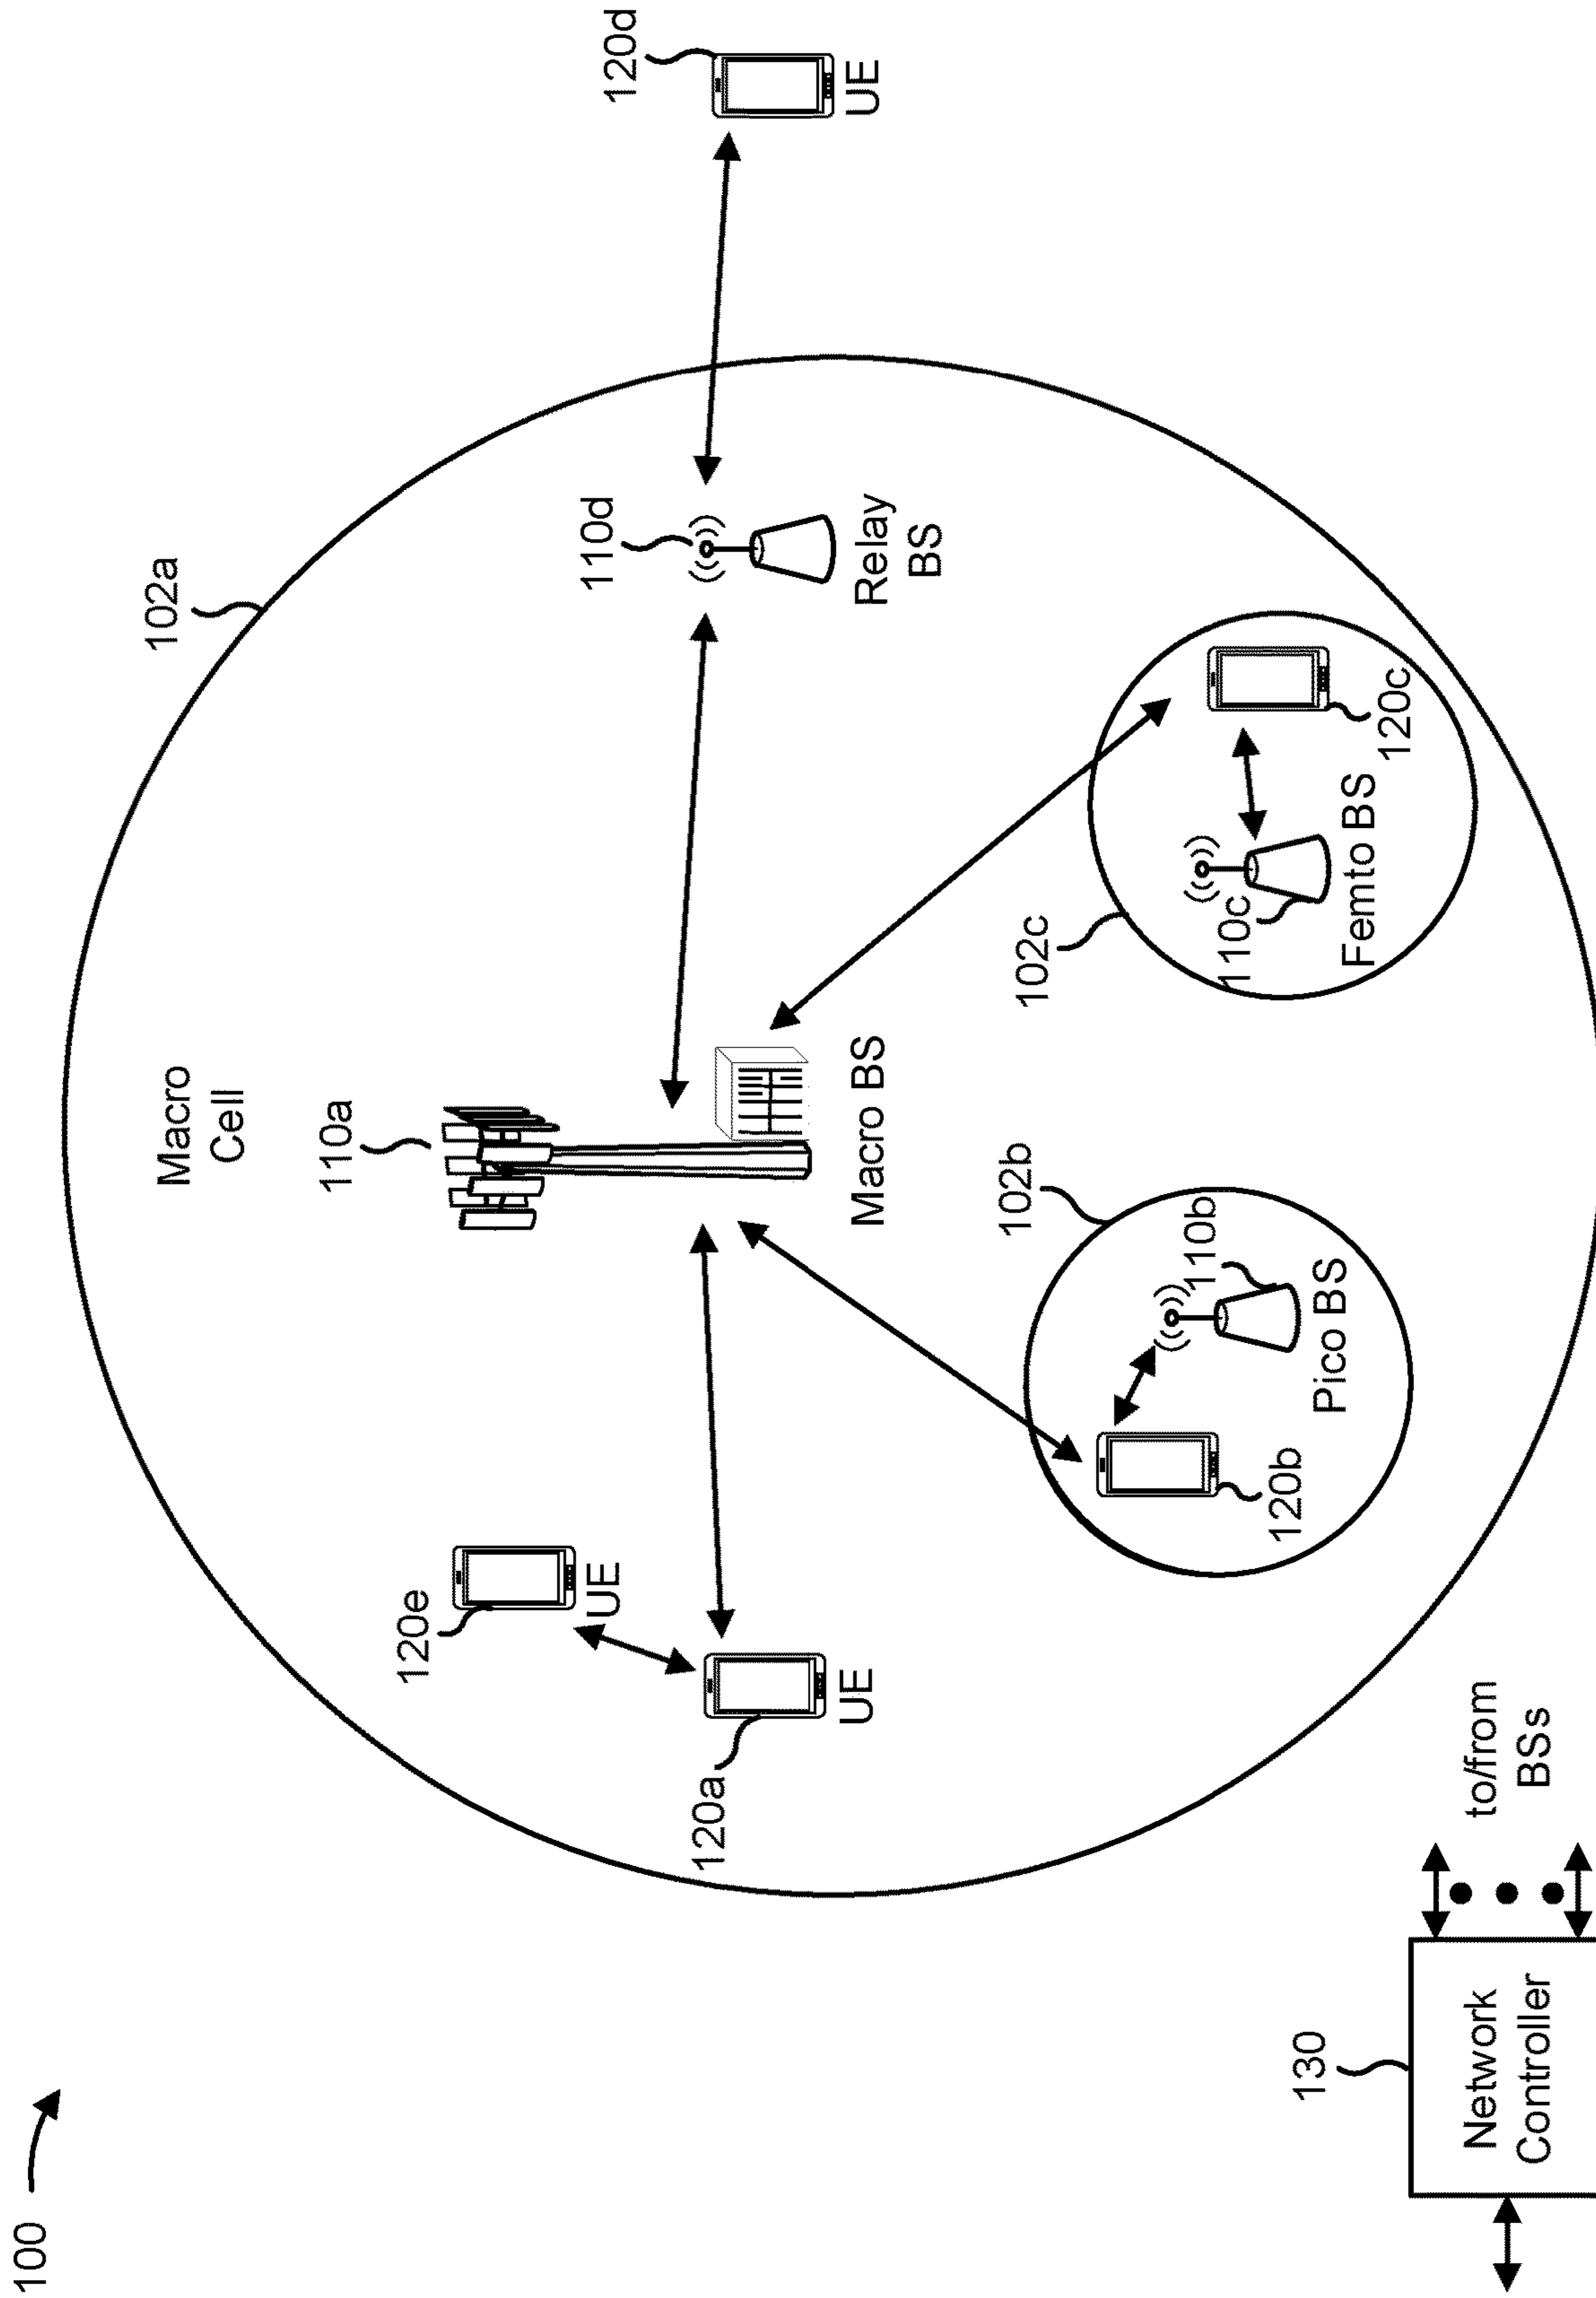 100
Macro
Cell
102a
110a
120d
UE
120e
UE
110d
Relay
BS
120a
UE
Macro BS
102b
102c
110b
Pico BS
120b
110c
Femto BS
120c
130
Network
Controller
to/from
BSs